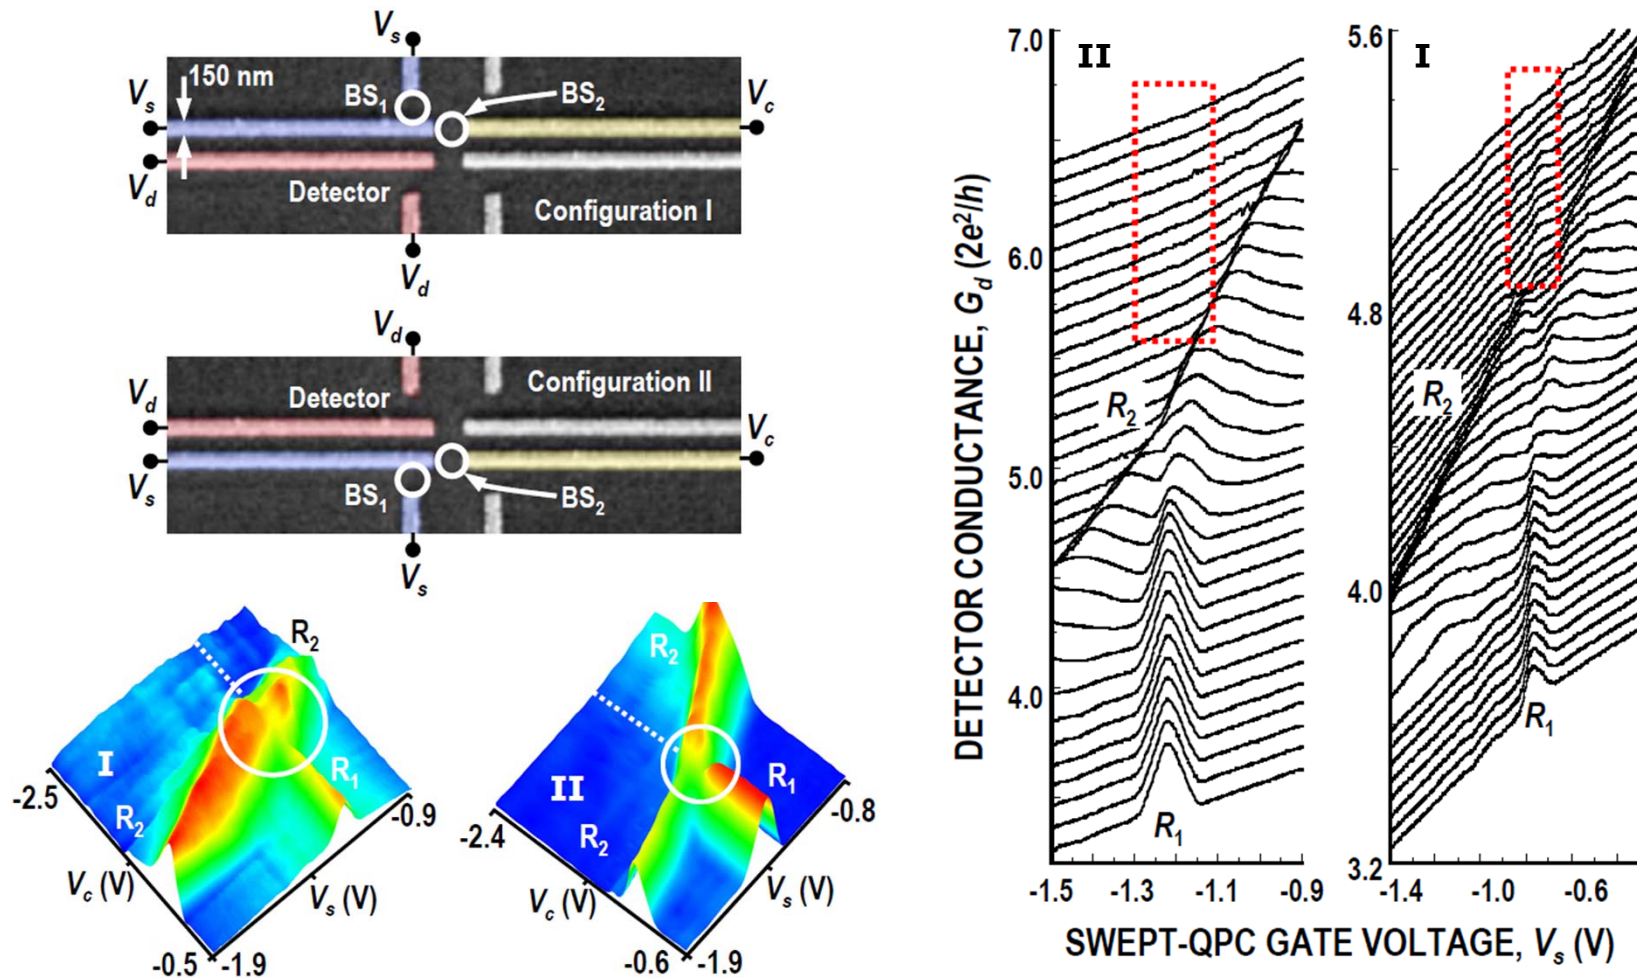 V_s
150 nm
V_s
BS_1
BS_2
V_c
V_d
Detector
Configuration I
V_d
V_d
Configuration II
V_d
Detector
V_c
V_s
BS_1
BS_2
V_s
R_2
I
R_1
R_2
-2.5
-0.9
V_c (V)
V_s (V)
-0.5
-1.9
R_2
II
R_1
R_2
-2.4
-0.8
V_c (V)
V_s (V)
-0.6
-1.9
DETECTOR CONDUCTANCE, G_d (2e²/h)
7.0
6.0
5.0
4.0
II
R_2
R_1
-1.5
-1.3
-1.1
-0.9
5.6
4.8
4.0
3.2
I
R_2
R_1
-1.4
-1.0
-0.6
SWEPT-QPC GATE VOLTAGE, V_s (V)